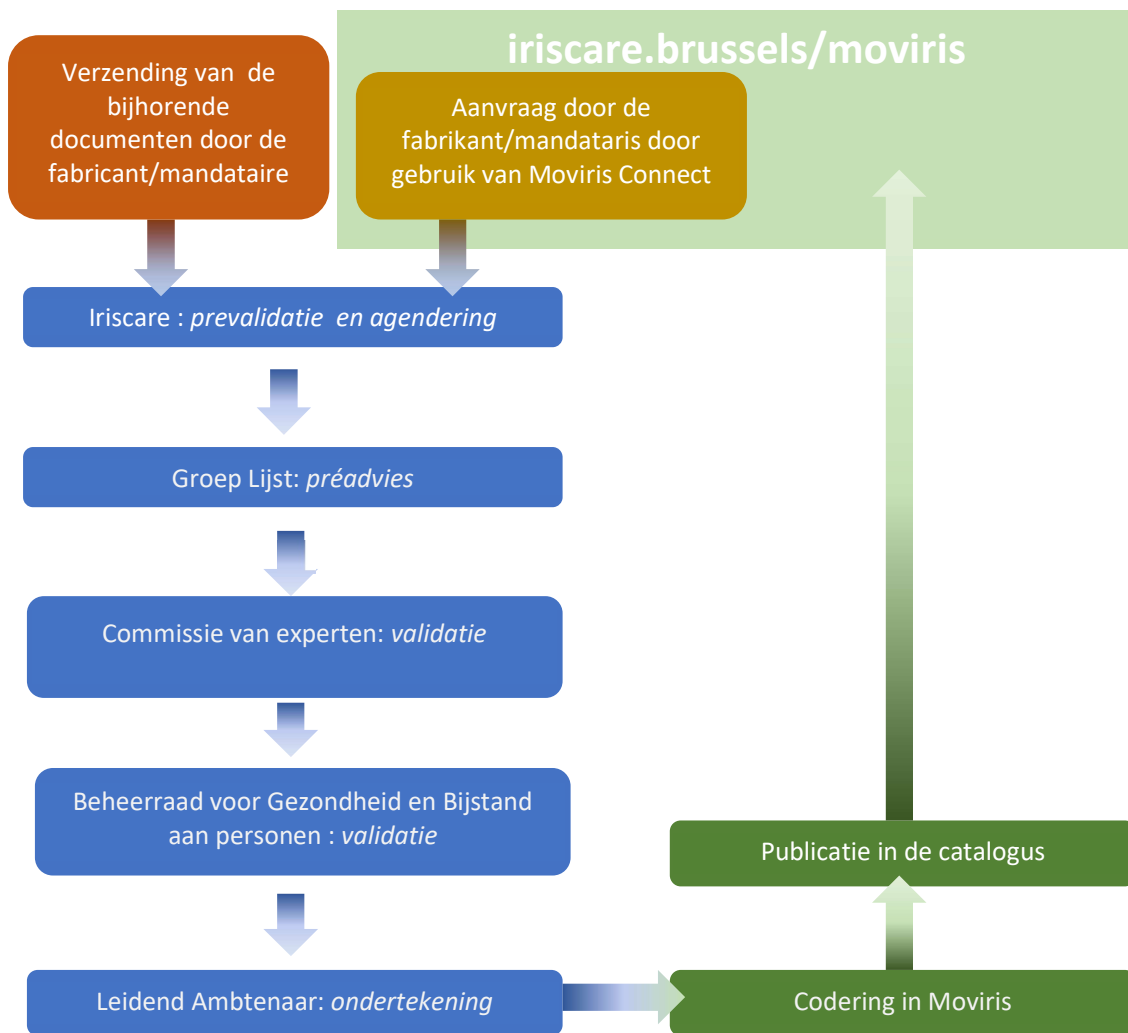 iriscare.brussels/moviris
Verzending van de
bijhorende
documenten door de
fabricant/mandataire
Aanvraag door de
fabrikant/mandataris door
gebruik van Moviris Connect
Iriscare : prevalidatie en agendering
Groep Lijst: préadvies
Commissie van experten: validatie
Beheerraad voor Gezondheid en Bijstand
aan personen : validatie
Leidend Ambtenaar: ondertekening
Codering in Moviris
Publicatie in de catalogus